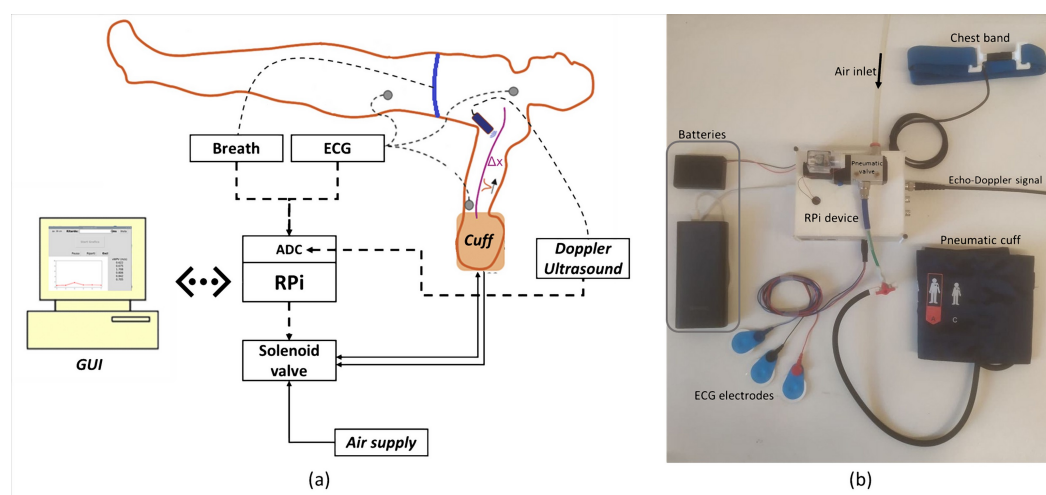 Breath
ECG
Δx
Cuff
ADC
RPi
Doppler
Ultrasound
GUI
Solenoid
valve
Air supply
(a)
Chest band
Air inlet
Batteries
Pneumatic
valve
Echo-Doppler signal
RPi device
Pneumatic cuff
A
C
ECG electrodes
(b)